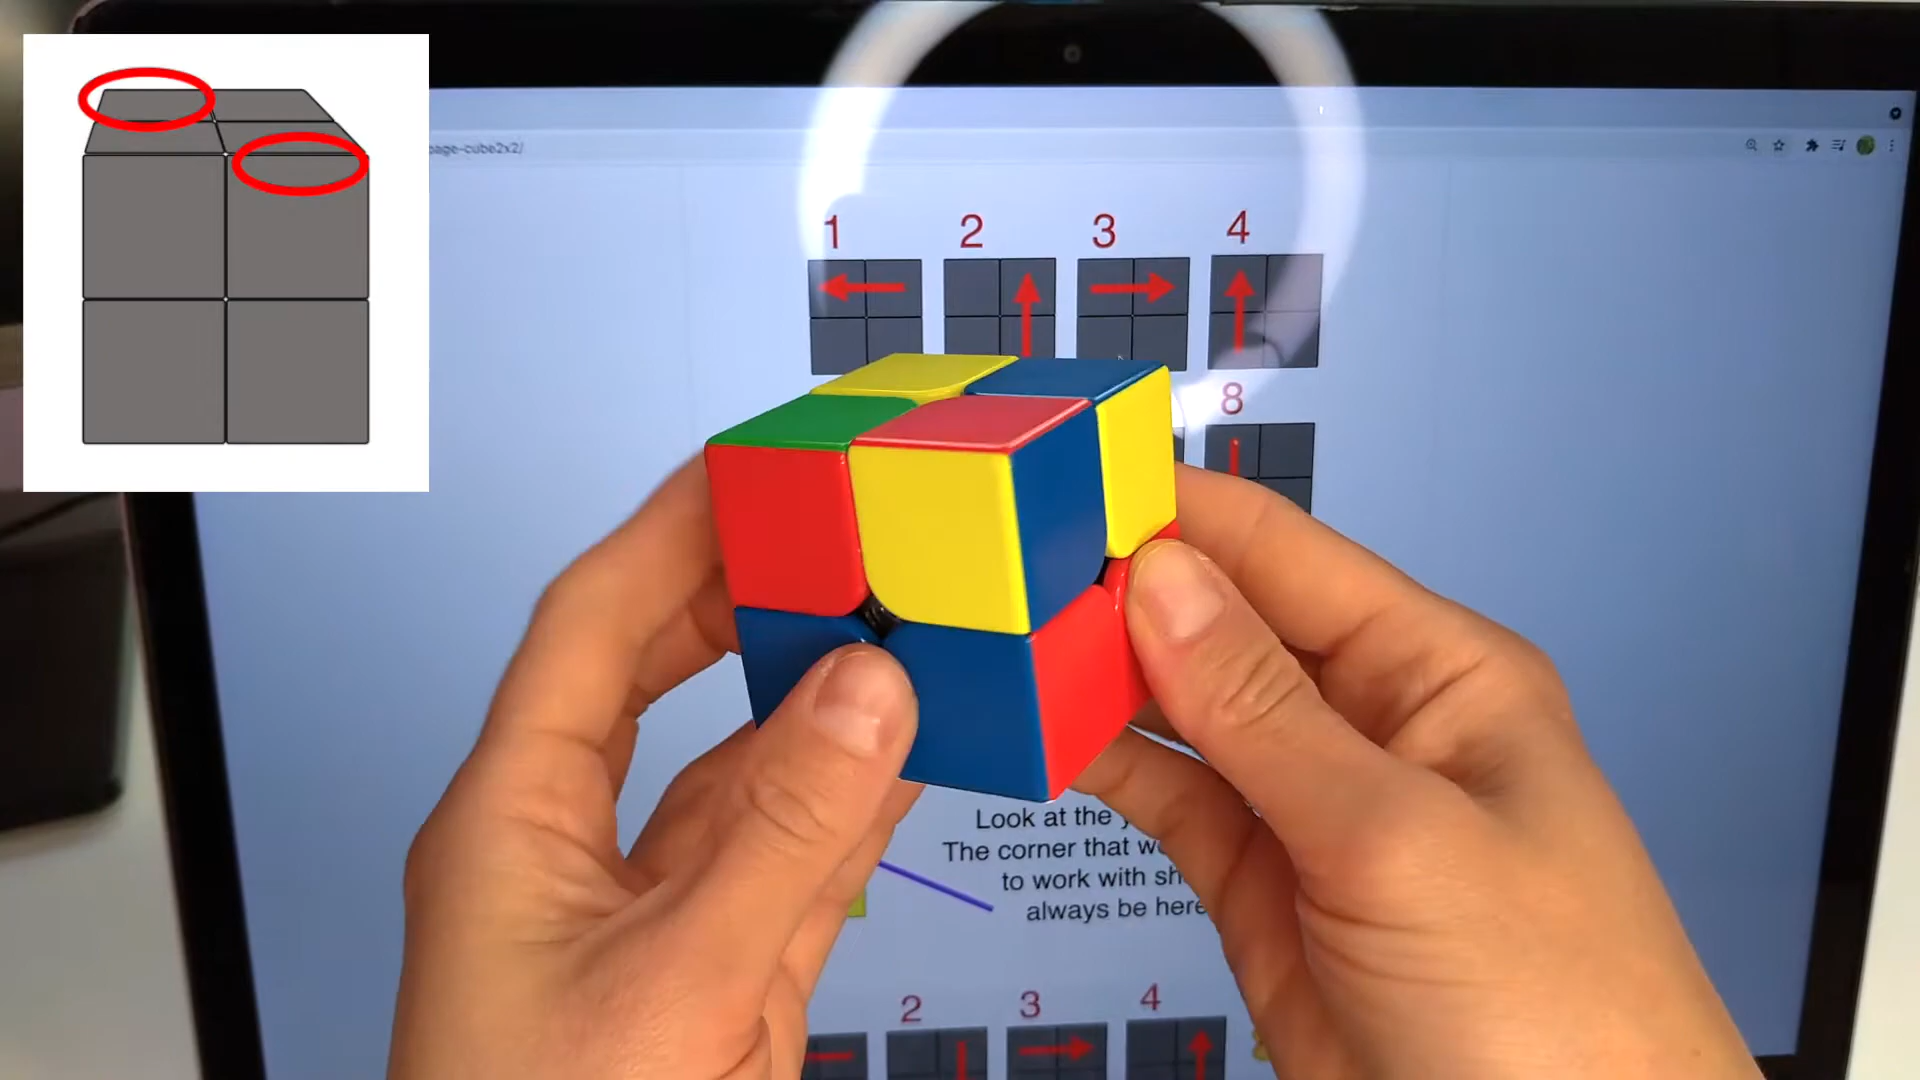 page-cube2x2/
1 2 3 4
8
Look at the
The corner that
to work with
always be here
2 3 4